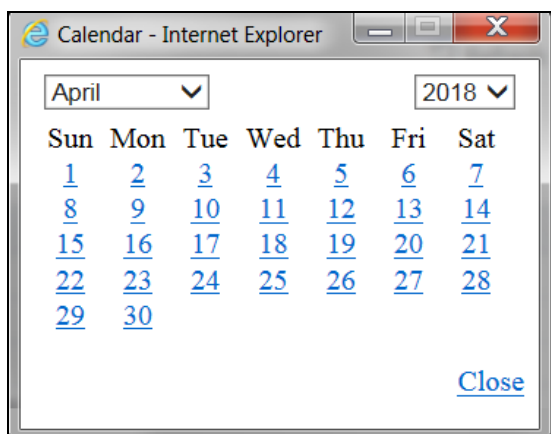 Calendar - Internet Explorer
April 2018
Sun Mon Tue Wed Thu Fri Sat
1 2 3 4 5 6 7
8 9 10 11 12 13 14
15 16 17 18 19 20 21
22 23 24 25 26 27 28
29 30
Close